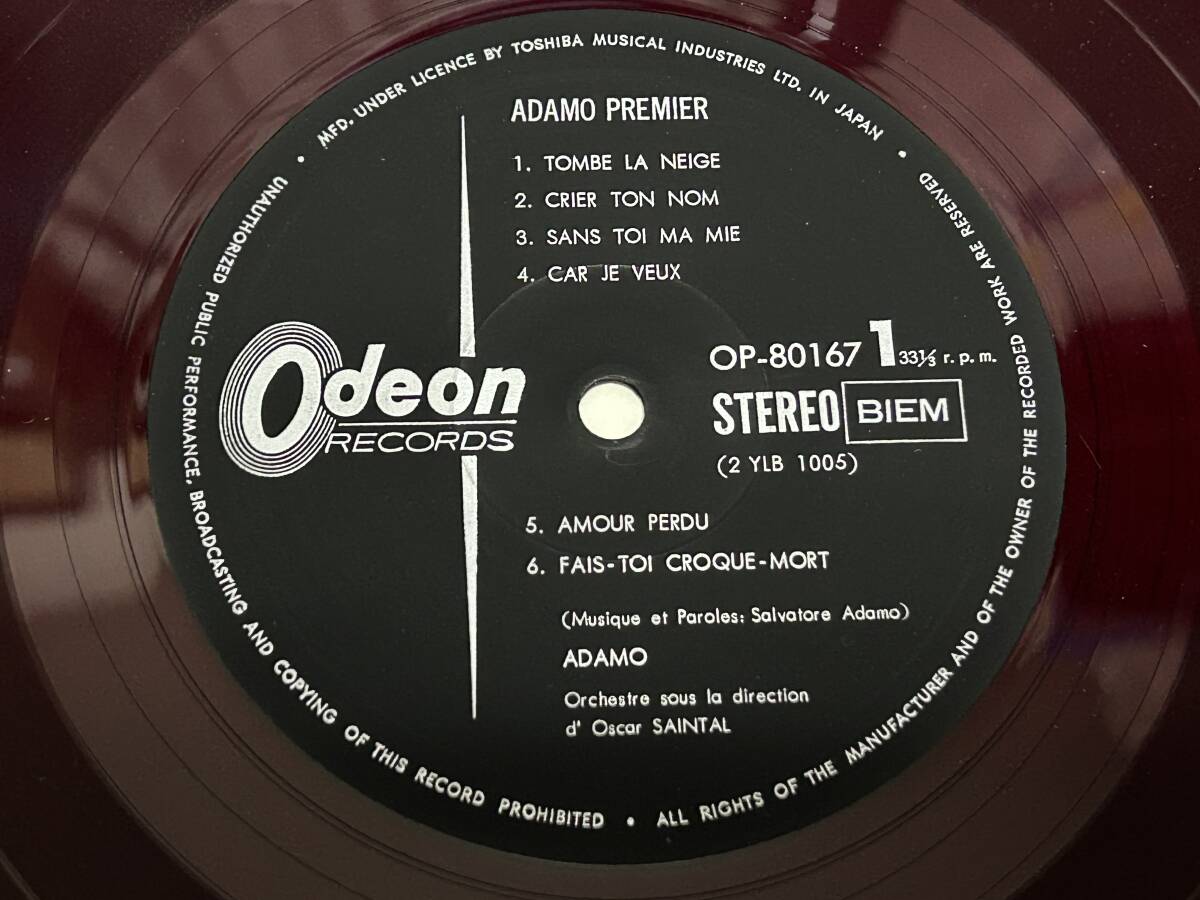 MFD. UNDER LICENCE BY TOSHIBA MUSICAL INDUSTRIES LTD. IN JAPAN
ADAMO PREMIER
1. TOMBE LA NEIGE
2. CRIER TON NOM
3. SANS TOI MA MIE
4. CAR JE VEUX
Odeon
RECORDS
OP-80167 1 33⅓ r.p.m.
STEREO BIEM
(2 YLB 1005)
5. AMOUR PERDU
6. FAIS-TOI CROQUE-MORT
(Musique et Paroles: Salvatore Adamo)
ADAMO
Orchestre sous la direction
d' Oscar SAINTAL
• ALL RIGHTS OF THE MANUFACTURER AND OF THE OWNER OF THE RECORDED WORK ARE RESERVED •
UNAUTHORIZED PUBLIC PERFORMANCE, BROADCASTING AND COPYING OF THIS RECORD PROHIBITED •